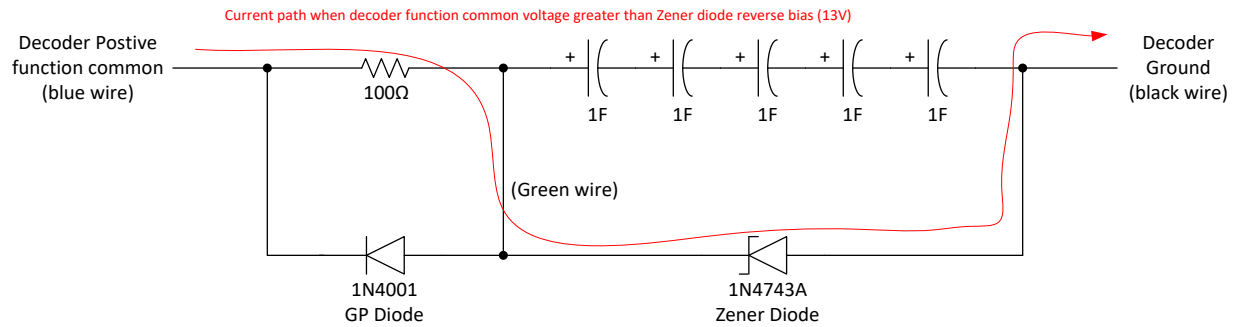 Current path when decoder function common voltage greater than Zener diode reverse bias (13V)
Decoder Postive
function common
(blue wire)
100Ω
+
+
+
+
+
1F
1F
1F
1F
1F
Decoder
Ground
(black wire)
(Green wire)
1N4001
GP Diode
1N4743A
Zener Diode